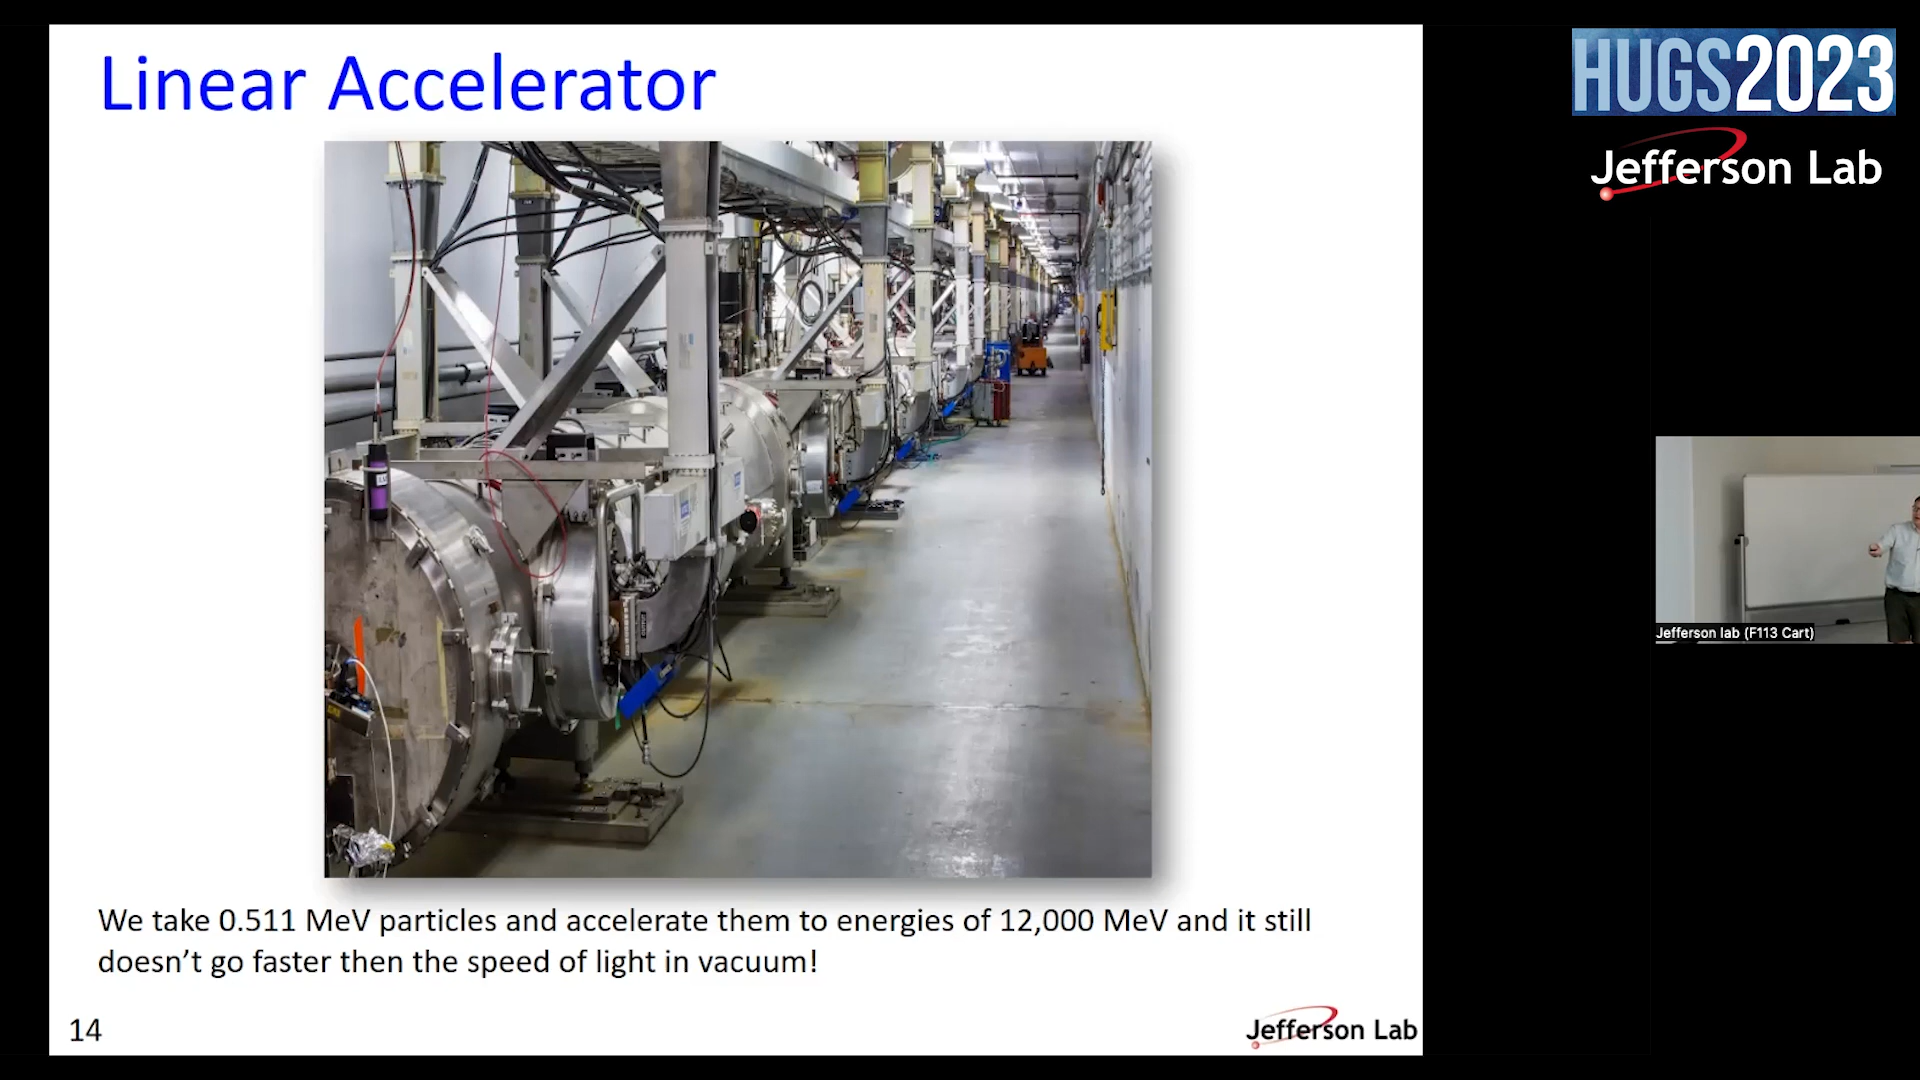 Linear Accelerator
We take 0.511 MeV particles and accelerate them to energies of 12,000 MeV and it still
doesn't go faster then the speed of light in vacuum!
14
Jefferson Lab
HUGS2023
Jefferson Lab
Jefferson lab (F113 Cart)